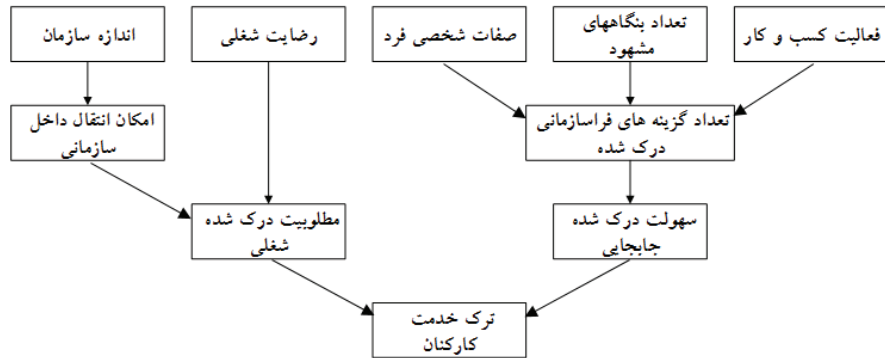 فعالیت کسب و کار
تعداد بنگاههای
مشهود
صفات شخصی فرد
رضایت شغلی
اندازه سازمان
تعداد گزینه های فراسازمانی
درک شده
امکان انتقال داخل
سازمانی
سهولت درک شده
جابجایی
مطلوبیت درک شده
شغلی
ترک خدمت
کارکنان